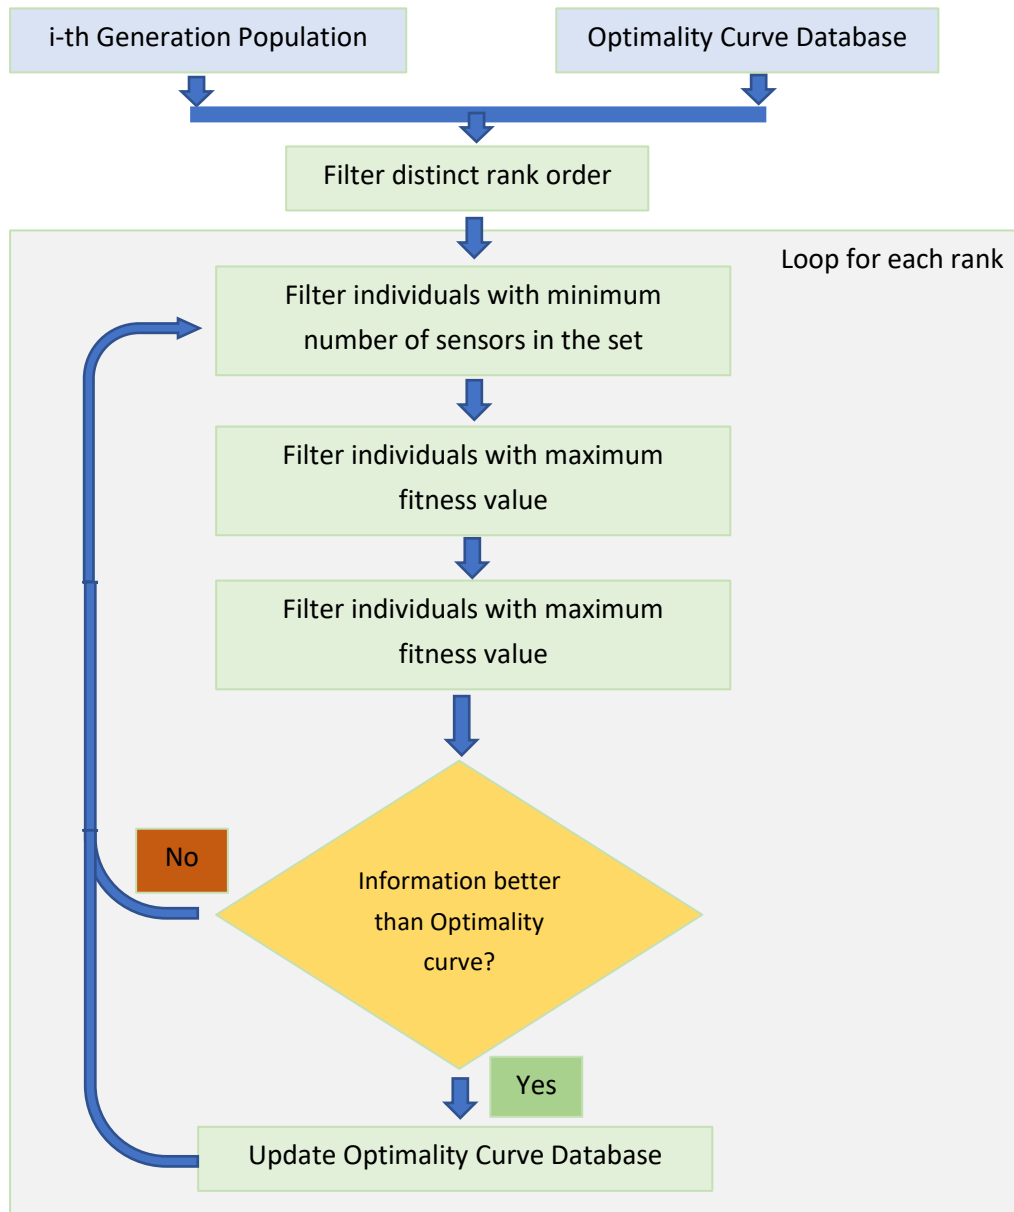 i-th Generation Population
Optimality Curve Database
Filter distinct rank order
Loop for each rank
Filter individuals with minimum
number of sensors in the set
Filter individuals with maximum
fitness value
Filter individuals with maximum
fitness value
No
Information better
than Optimality
curve?
Yes
Update Optimality Curve Database